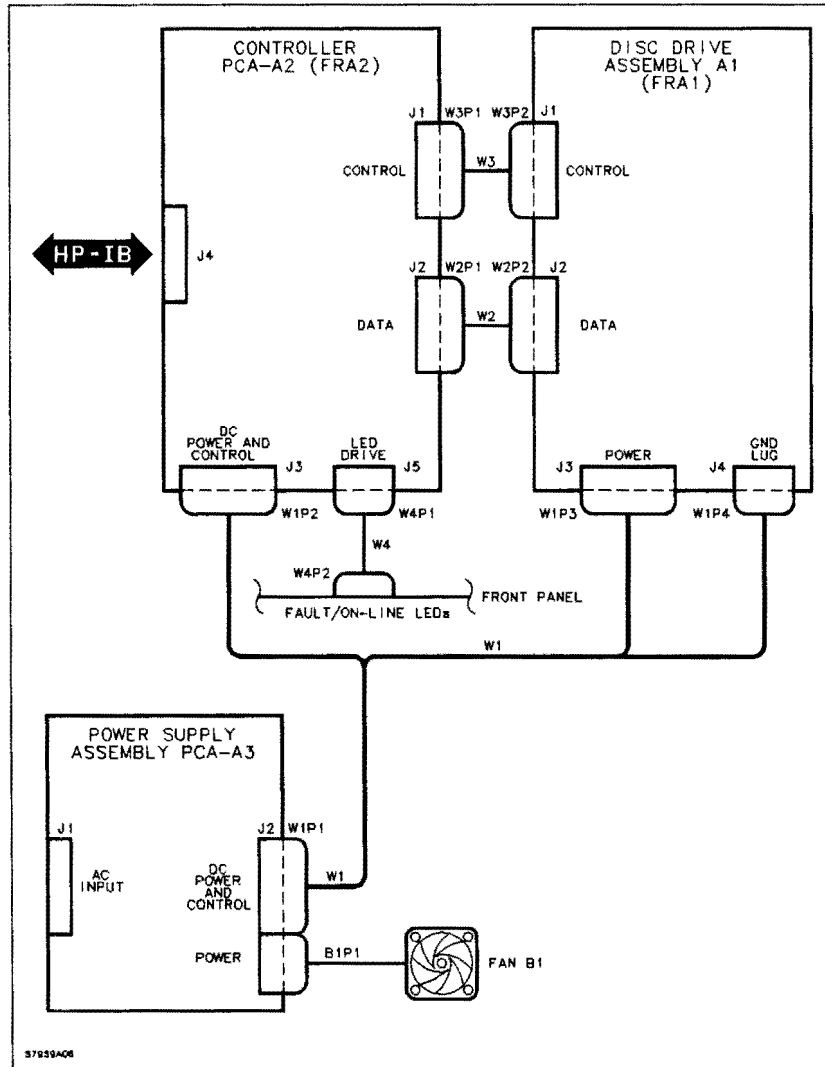 CONTROLLER
PCA-A2 (FRA2)
DISC DRIVE
ASSEMBLY A1
(FRA1)
J1 W3P1 W3P2 J1
W3
CONTROL CONTROL
HP-IB
J4
J2 W2P1 W2P2 J2
W2
DATA DATA
DC
POWER AND
CONTROL
J3
LED
DRIVE
J5
J3
POWER
J4
GND
LUG
W1P2 W4P1 W1P3 W1P4
W4
W4P2
FRONT PANEL
FAULT/ON-LINE LEDs
W1
POWER SUPPLY
ASSEMBLY PCA-A3
J1
J2 W1P1
AC
INPUT
DC
POWER
AND
CONTROL
W1
POWER
B1P1
FAN B1
57959A06